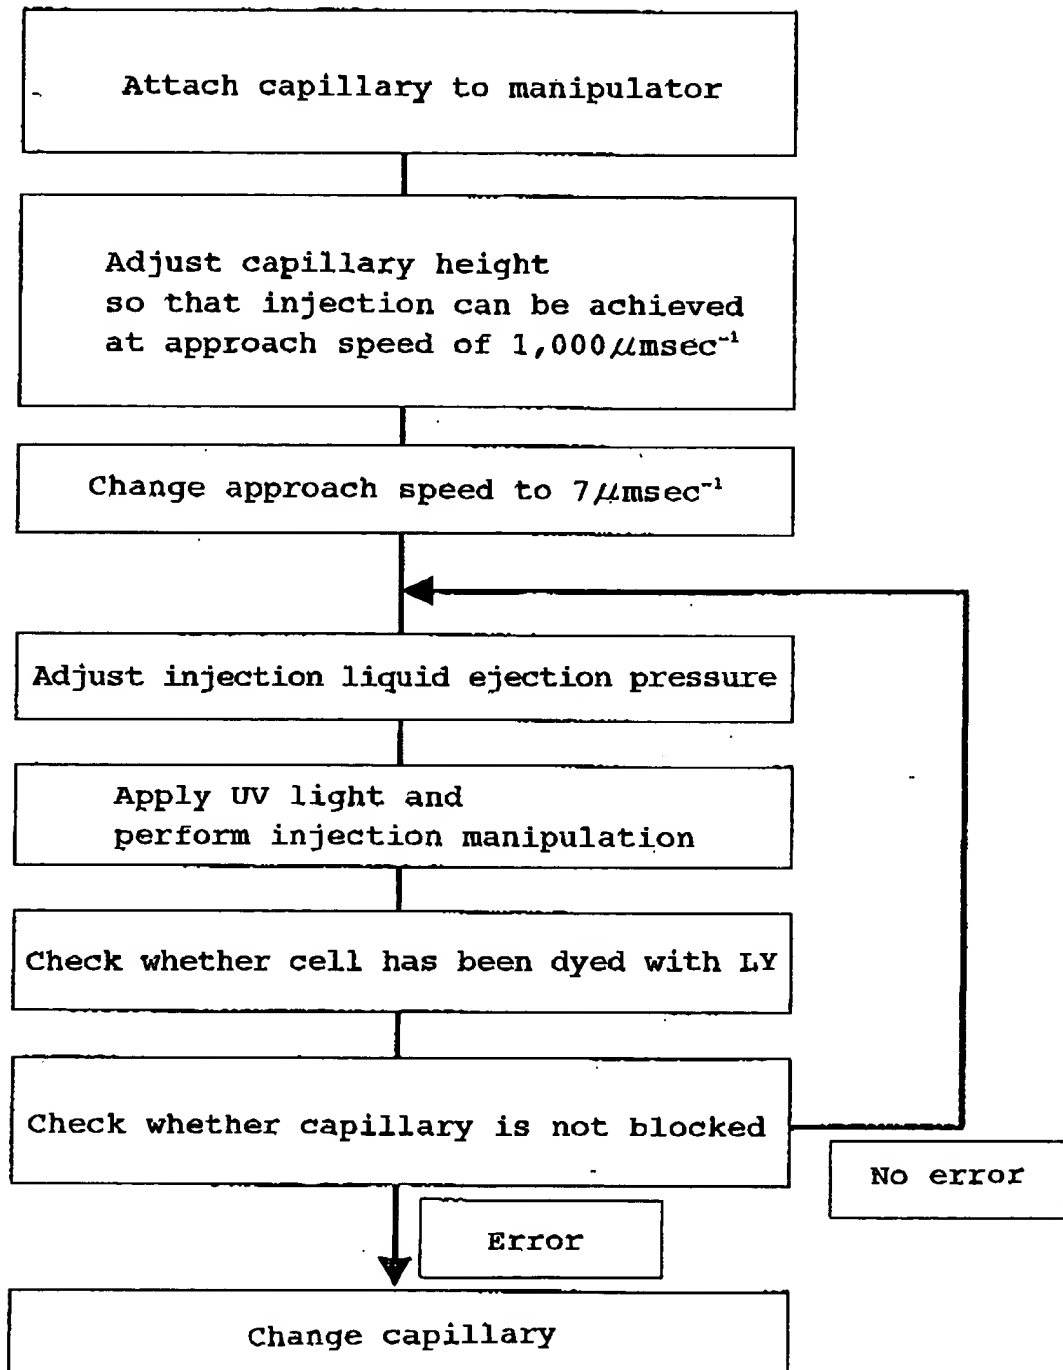 Attach capillary to manipulator
Adjust capillary height
so that injection can be achieved
at approach speed of 1,000μmsec⁻¹
Change approach speed to 7μmsec⁻¹
Adjust injection liquid ejection pressure
Apply UV light and
perform injection manipulation
Check whether cell has been dyed with LY
Check whether capillary is not blocked
No error
Error
Change capillary